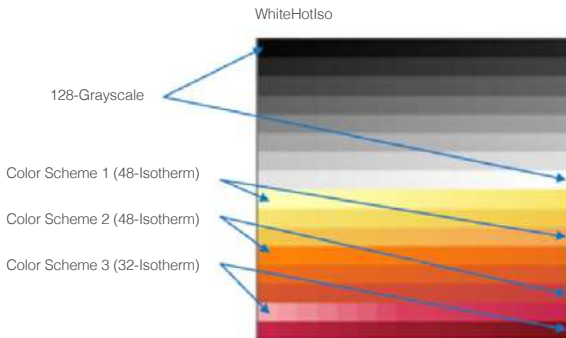 WhiteHotIso
128-Grayscale
Color Scheme 1 (48-Isotherm)
Color Scheme 2 (48-Isotherm)
Color Scheme 3 (32-Isotherm)